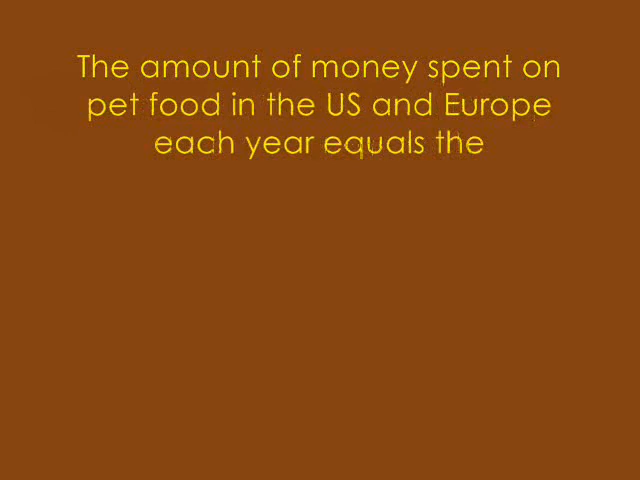 The amount of money spent on
pet food in the US and Europe
each year equals the